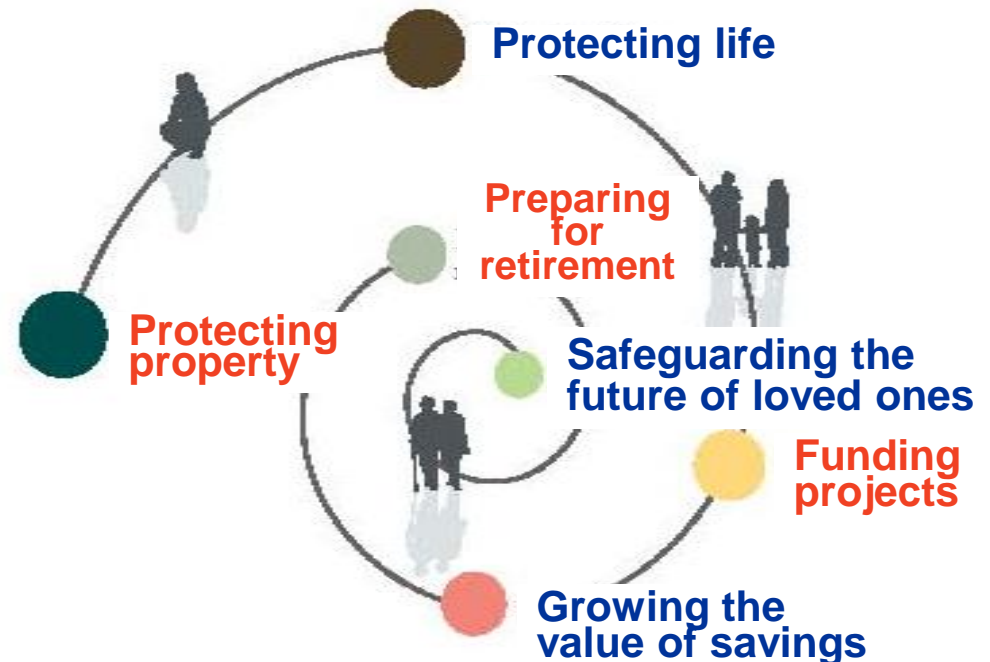 Protecting life
Preparing
for
retirement
Protecting
property
Safeguarding the
future of loved ones
Funding
projects
Growing the
value of savings